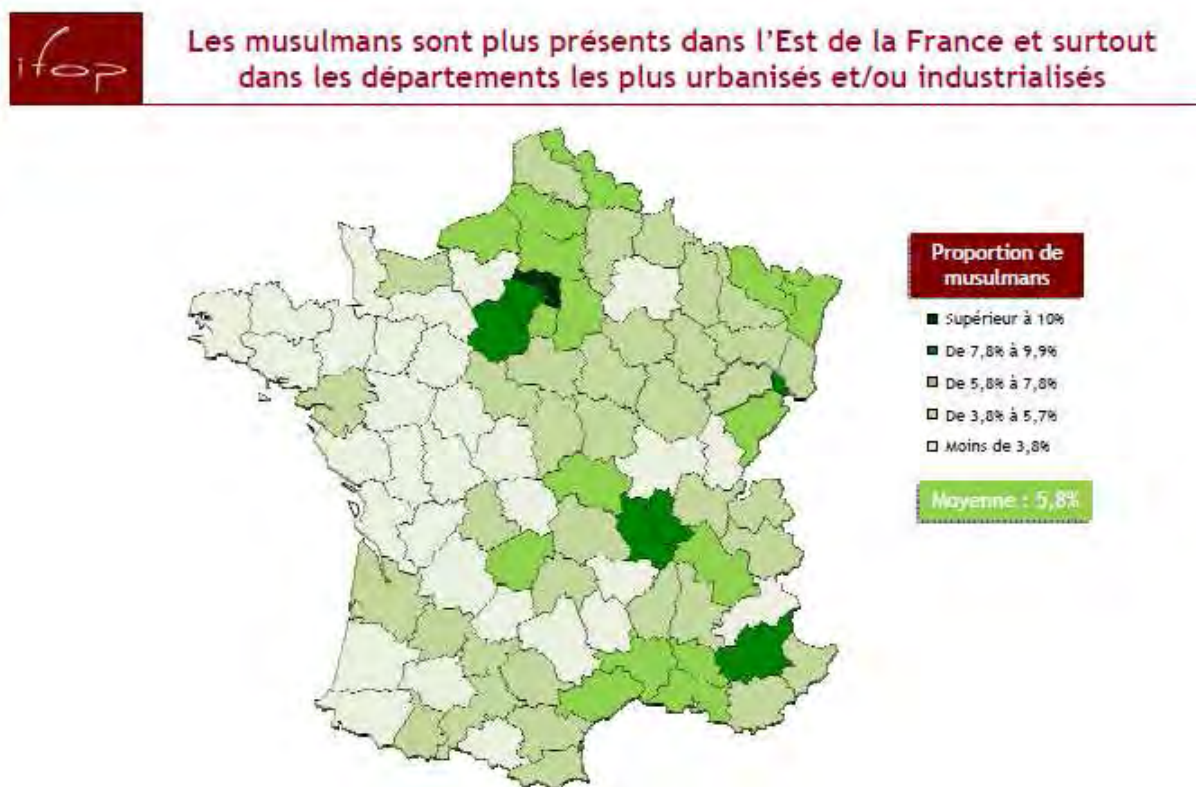 ifop
Les musulmans sont plus présents dans l'Est de la France et surtout
dans les départements les plus urbanisés et/ou industrialisés
Proportion de
musulmans
Supérieur à 10%
De 7,8% à 9,9%
De 5,8% à 7,8%
De 3,8% à 5,7%
Moins de 3,8%
Moyenne : 5,8%